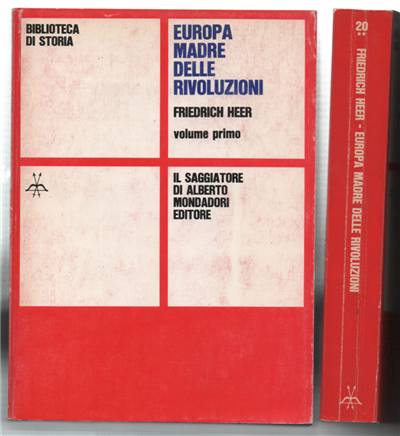 BIBLIOTECA
DI STORIA
EUROPA
MADRE
DELLE
RIVOLUZIONI
FRIEDRICH HEER
volume primo
IL SAGGIATORE
DI ALBERTO
MONDADORI
EDITORE
20
**
FRIEDRICH HEER - EUROPA MADRE DELLE RIVOLUZIONI